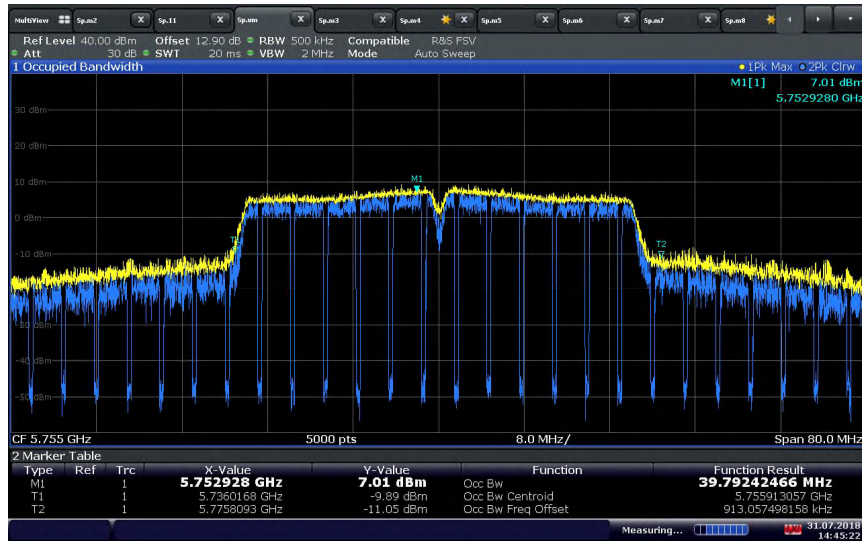 MultiView Sp.m2 X Sp.11 X Sp.um X Sp.m3 X Sp.m4 X Sp.m5 X Sp.m6 X Sp.m7 X Sp.m8
Ref Level 40.00 dBm Offset 12.90 dB RBW 500 kHz Compatible R&S FSV
Att 30 dB SWT 20 ms VBW 2 MHz Mode Auto Sweep
1 Occupied Bandwidth 1Pk Max 2Pk Clrw
M1[1] 7.01 dBm
5.7529280 GHz
30 dBm
20 dBm
10 dBm
M1
0 dBm
T2
-10 dBm
-30 dBm
-40 dBm
-50 dBm
CF 5.755 GHz 5000 pts 8.0 MHz/ Span 80.0 MHz
2 Marker Table
Type Ref Trc X-Value Y-Value Function Function Result
M1 1 5.752928 GHz 7.01 dBm Occ Bw 39.79242466 MHz
T1 1 5.7360168 GHz -9.89 dBm Occ Bw Centroid 5.755913057 GHz
T2 1 5.7758093 GHz -11.05 dBm Occ Bw Freq Offset 913.057498158 kHz
Measuring... 31.07.2018
14:45:22